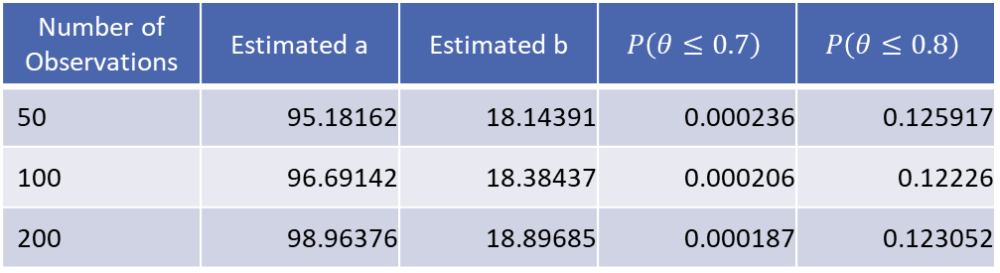 Number of Observations Estimated a Estimated b P(θ ≤ 0.7) P(θ ≤ 0.8)
50 95.18162 18.14391 0.000236 0.125917
100 96.69142 18.38437 0.000206 0.12226
200 98.96376 18.89685 0.000187 0.123052